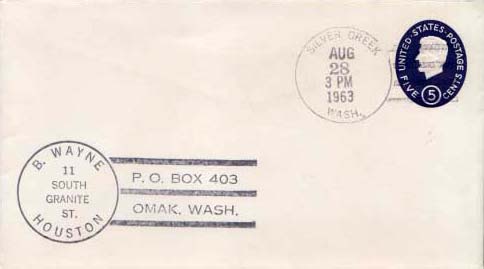 SILVER CREEK
AUG
28
3 PM
1963
WASH.
UNITED·STATES·POSTAGE
FIVE 5 CENTS
B. WAYNE
11
SOUTH
GRANITE
ST.
HOUSTON
P. O. BOX 403
OMAK, WASH.